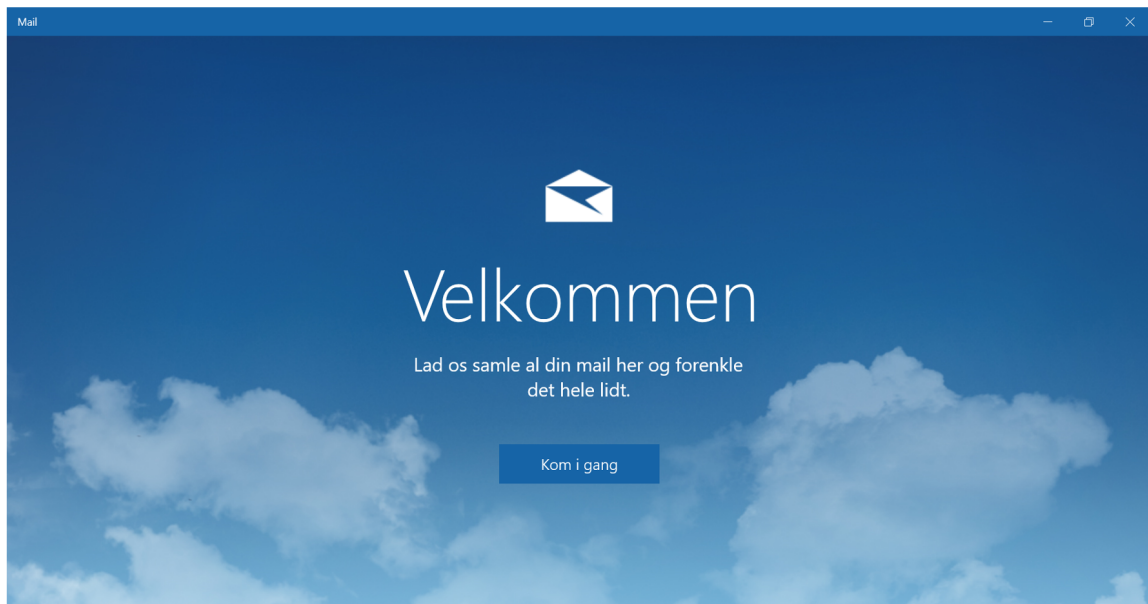 Mail
Velkommen
Lad os samle al din mail her og forenkle
det hele lidt.
Kom i gang